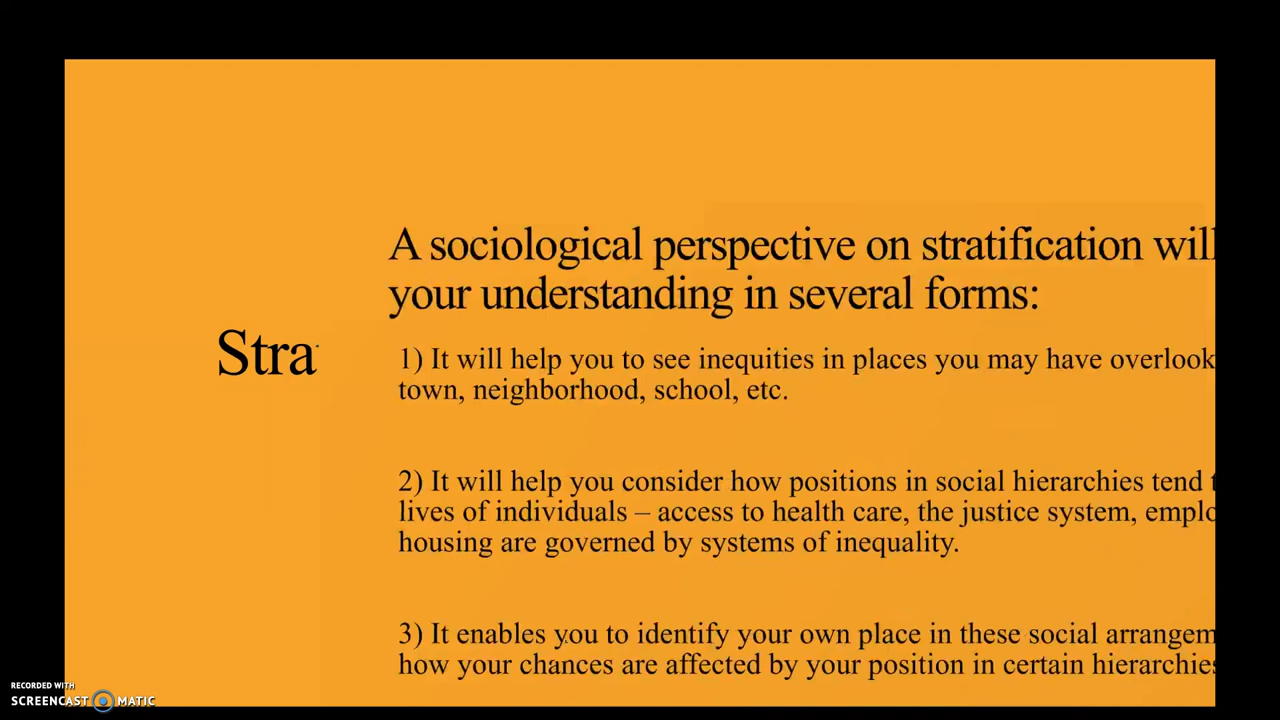 A sociological perspective on stratification will
your understanding in several forms:
Stra
1) It will help you to see inequities in places you may have overlook
town, neighborhood, school, etc.
2) It will help you consider how positions in social hierarchies tend
lives of individuals – access to health care, the justice system, emplo
housing are governed by systems of inequality.
3) It enables you to identify your own place in these social arrangem
how your chances are affected by your position in certain hierarchies
RECORDED WITH
SCREENCAST MATIC